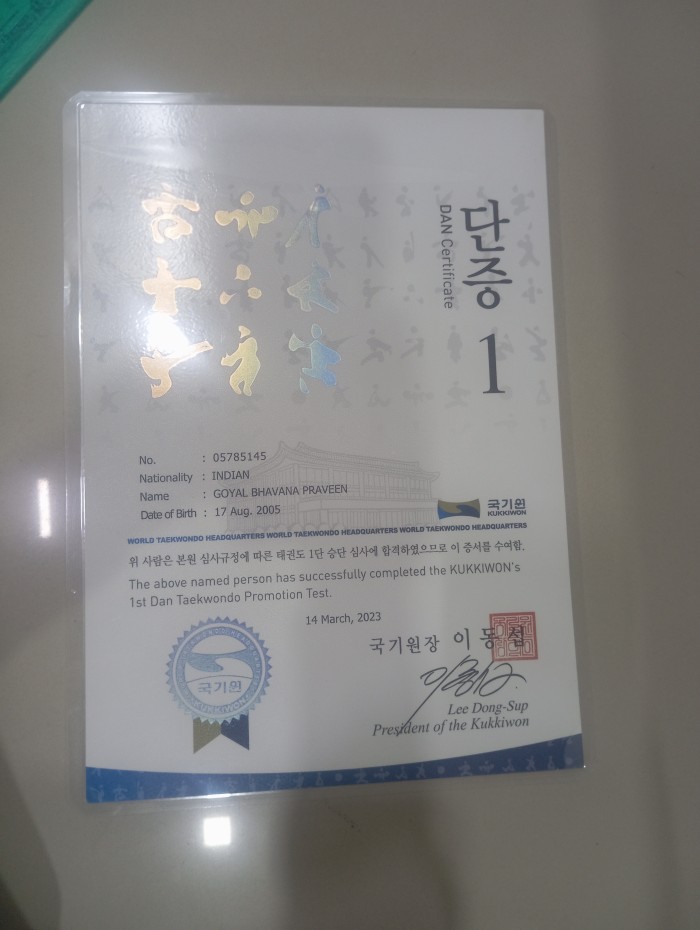 단증
DAN Certificate
1
No. : 05785145
Nationality : INDIAN
Name : GOYAL BHAVANA PRAVEEN
Date of Birth : 17 Aug. 2005
국기원
KUKKIWON
WORLD TAEKWONDO HEADQUARTERS WORLD TAEKWONDO HEADQUARTERS WORLD TAEKWONDO HEADQUARTERS
위 사람은 본원 심사규정에 따른 태권도 1단 승단 심사에 합격하였으므로 이 증서를 수여함.
The above named person has successfully completed the KUKKIWON's
1st Dan Taekwondo Promotion Test.
14 March, 2023
국기원장 이동섭
국기원
KUKKIWON
Lee Dong-Sup
President of the Kukkiwon